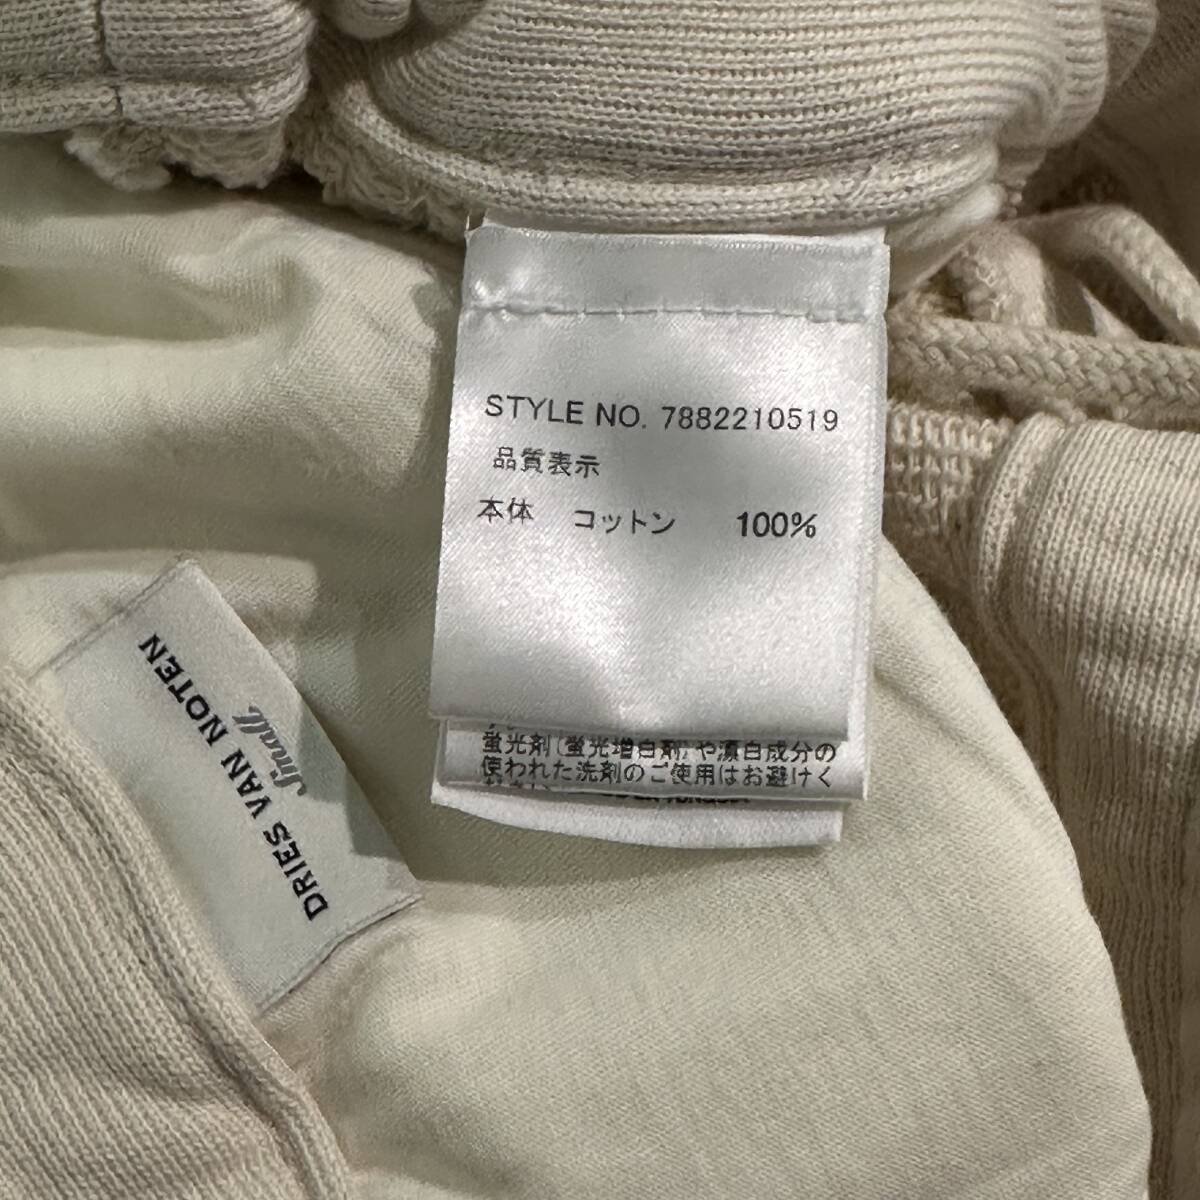 STYLE NO. 7882210519
品質表示
本体 コットン 100%
蛍光剤(蛍光増白剤)や漂白成分の
使われた洗剤のご使用はお避けく
DRIES VAN NOTEN